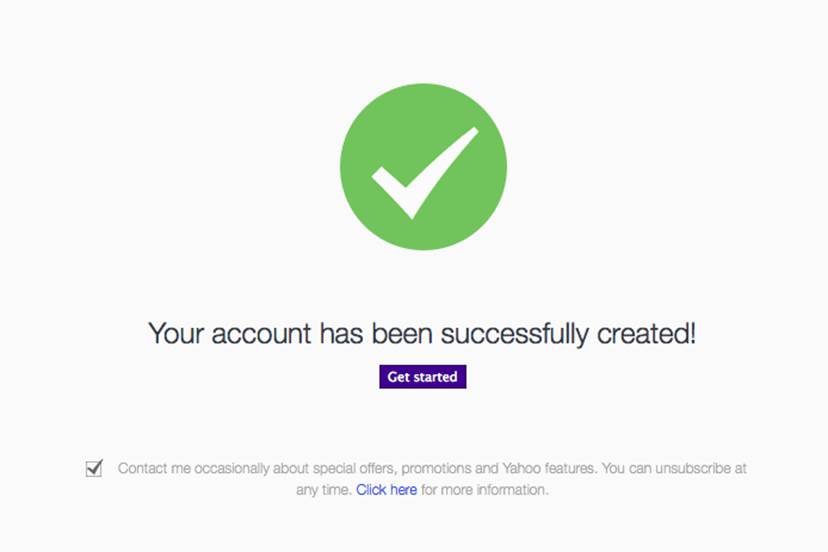 Your account has been successfully created!
Get started
Contact me occasionally about special offers, promotions and Yahoo features. You can unsubscribe at
any time. Click here for more information.